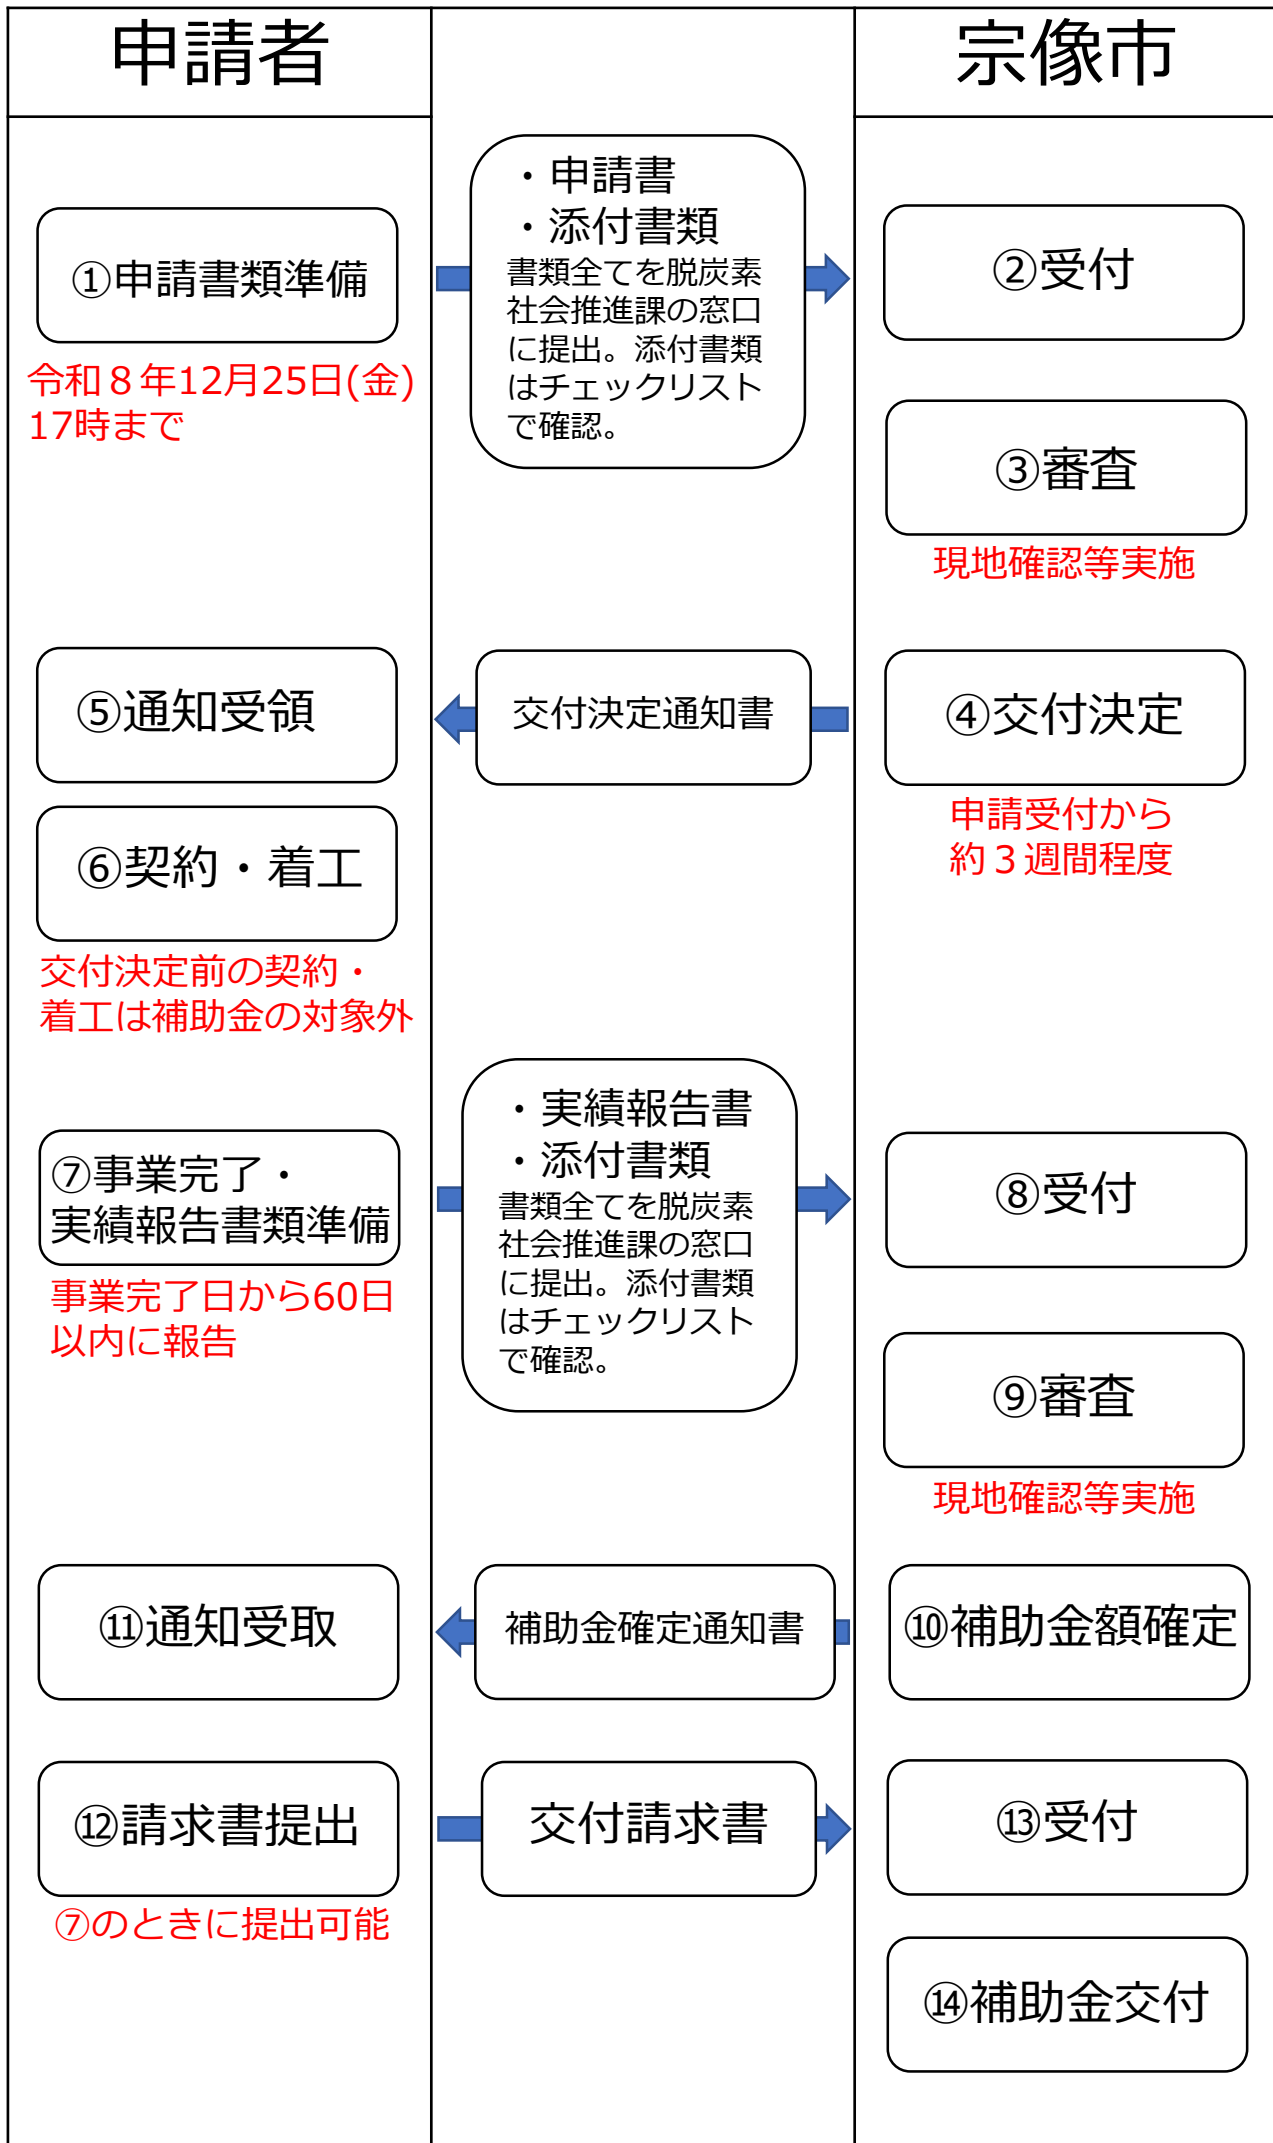 申請者
宗像市
①申請書類準備
令和８年12月25日(金)
17時まで
・申請書
・添付書類
書類全てを脱炭素
社会推進課の窓口
に提出。添付書類
はチェックリスト
で確認。
②受付
③審査
現地確認等実施
④交付決定
申請受付から
約３週間程度
交付決定通知書
⑤通知受領
⑥契約・着工
交付決定前の契約・
着工は補助金の対象外
⑦事業完了・
実績報告書類準備
事業完了日から60日
以内に報告
・実績報告書
・添付書類
書類全てを脱炭素
社会推進課の窓口
に提出。添付書類
はチェックリスト
で確認。
⑧受付
⑨審査
現地確認等実施
⑩補助金額確定
補助金確定通知書
⑪通知受取
⑫請求書提出
⑦のときに提出可能
交付請求書
⑬受付
⑭補助金交付